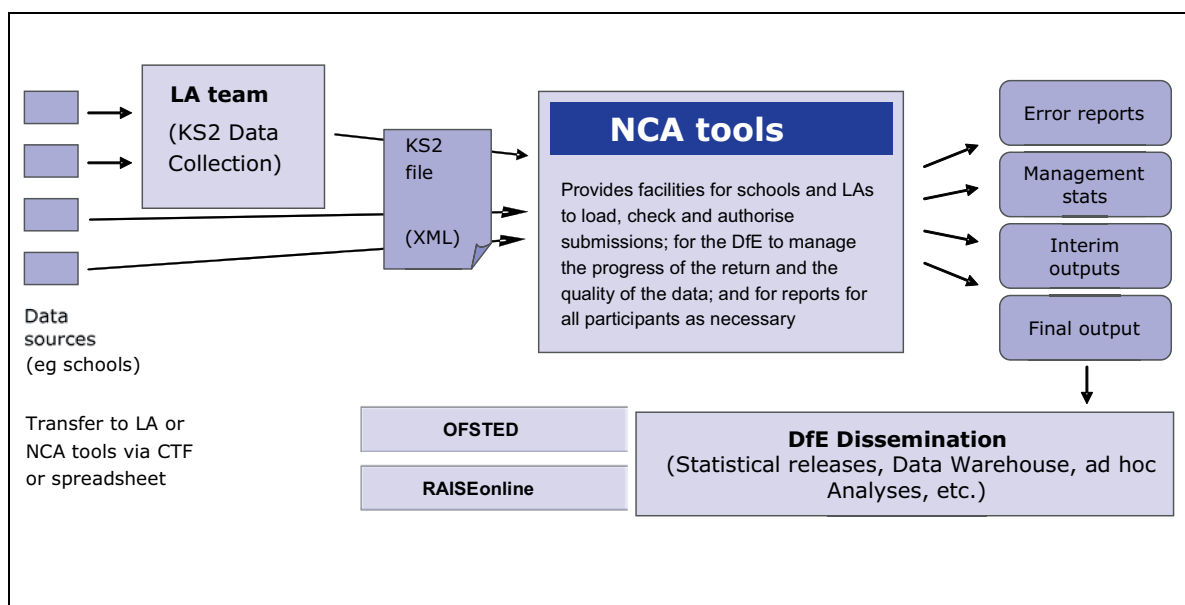 LA team
(KS2 Data
Collection)
Data
sources
(eg schools)
Transfer to LA or
NCA tools via CTF
or spreadsheet
KS2
file
(XML)
NCA tools
Provides facilities for schools and LAs
to load, check and authorise
submissions; for the DfE to manage
the progress of the return and the
quality of the data; and for reports for
all participants as necessary
Error reports
Management
stats
Interim
outputs
Final output
OFSTED
RAISEonline
DfE Dissemination
(Statistical releases, Data Warehouse, ad hoc
Analyses, etc.)